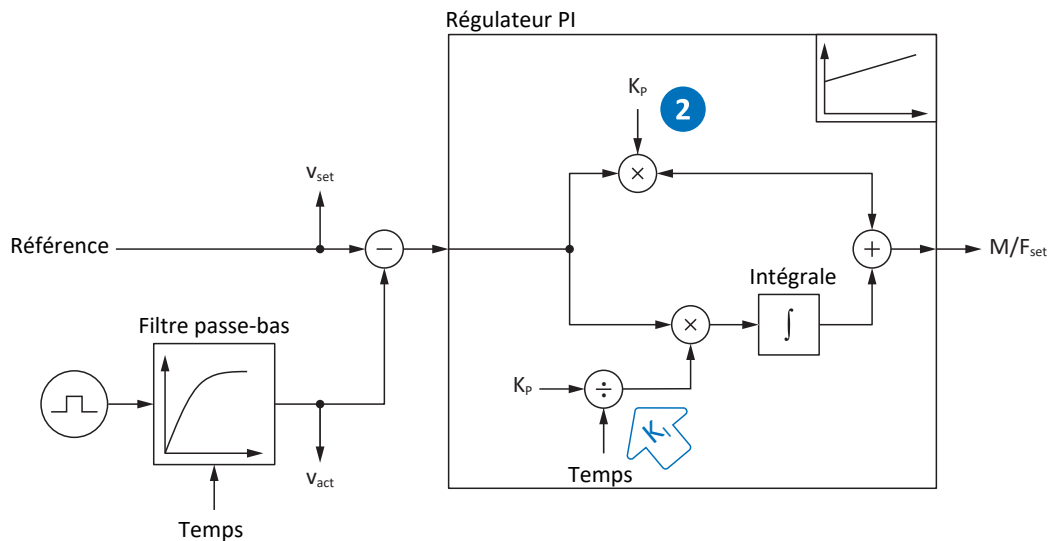 Régulateur PI
KP
2
vset
×
Référence
−
+
M/Fset
Intégrale
Filtre passe-bas
×
∫
KP
÷
KI
vact
Temps
Temps